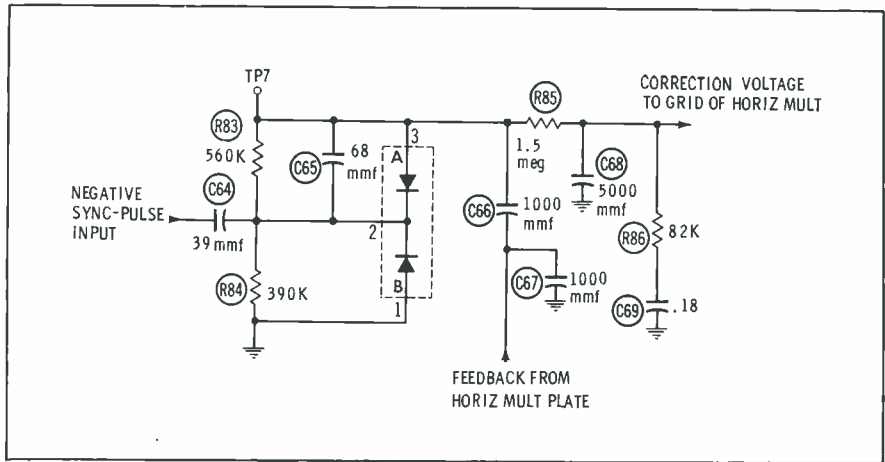 TP7
R83
560K
C65
68
mmf
3
A
2
B
1
C64
39 mmf
NEGATIVE
SYNC-PULSE
INPUT
R84
390K
R85
1.5
meg
CORRECTION VOLTAGE
TO GRID OF HORIZ MULT
C66
1000
mmf
C68
5000
mmf
R86
82K
C67
1000
mmf
C69
.18
FEEDBACK FROM
HORIZ MULT PLATE